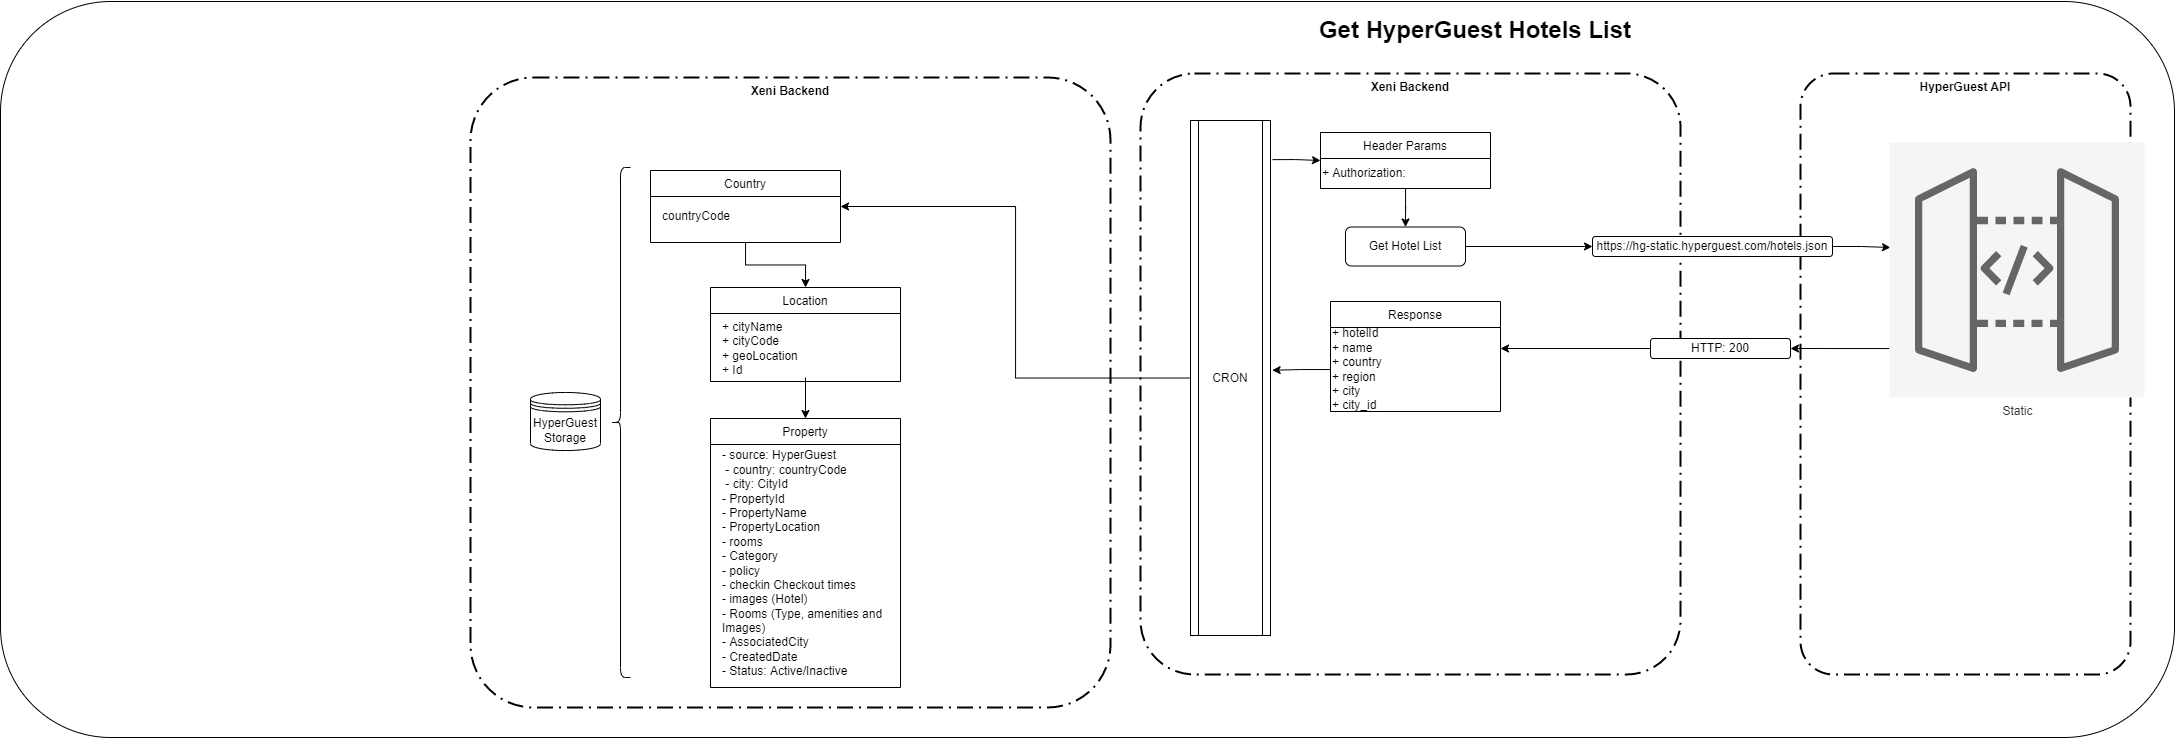 Get HyperGuest Hotels List
Xeni Backend
Country
countryCode
Location
+ cityName
+ cityCode
+ geoLocation
+ Id
HyperGuest
Storage
Property
- source: HyperGuest
- country: countryCode
- city: CityId
- PropertyId
- PropertyName
- PropertyLocation
- rooms
- Category
- policy
- checkin Checkout times
- images (Hotel)
- Rooms (Type, amenities and
Images)
- AssociatedCity
- CreatedDate
- Status: Active/Inactive
Xeni Backend
CRON
Header Params
+ Authorization:
Get Hotel List
https://hg-static.hyperguest.com/hotels.json
Response
+ hotelId
+ name
+ country
+ region
+ city
+ city_id
HTTP: 200
HyperGuest API
</>
Static